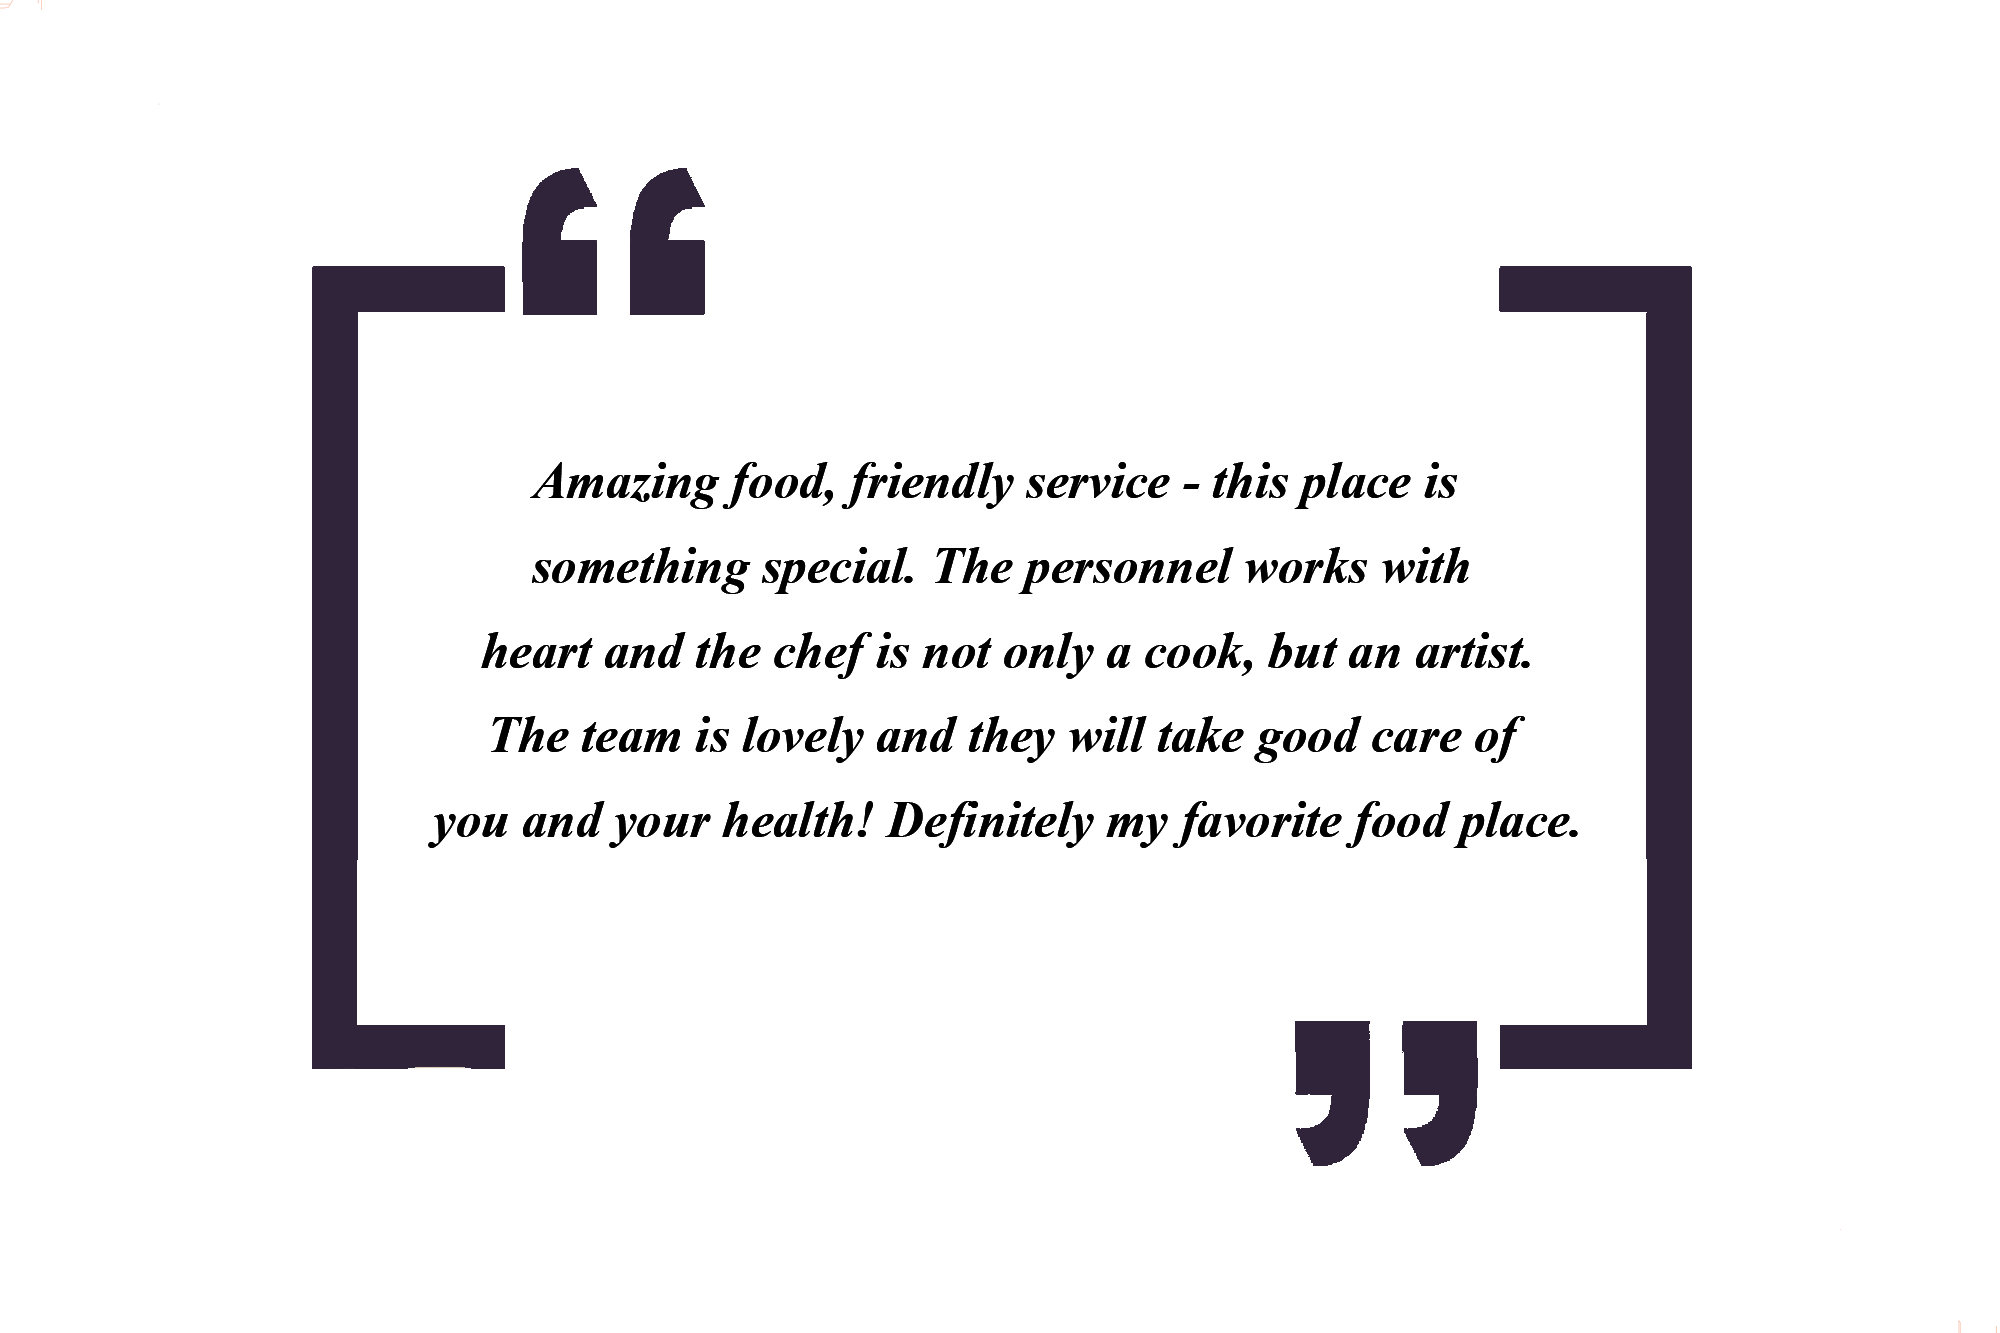 Amazing food, friendly service - this place is
something special. The personnel works with
heart and the chef is not only a cook, but an artist.
The team is lovely and they will take good care of
you and your health! Definitely my favorite food place.